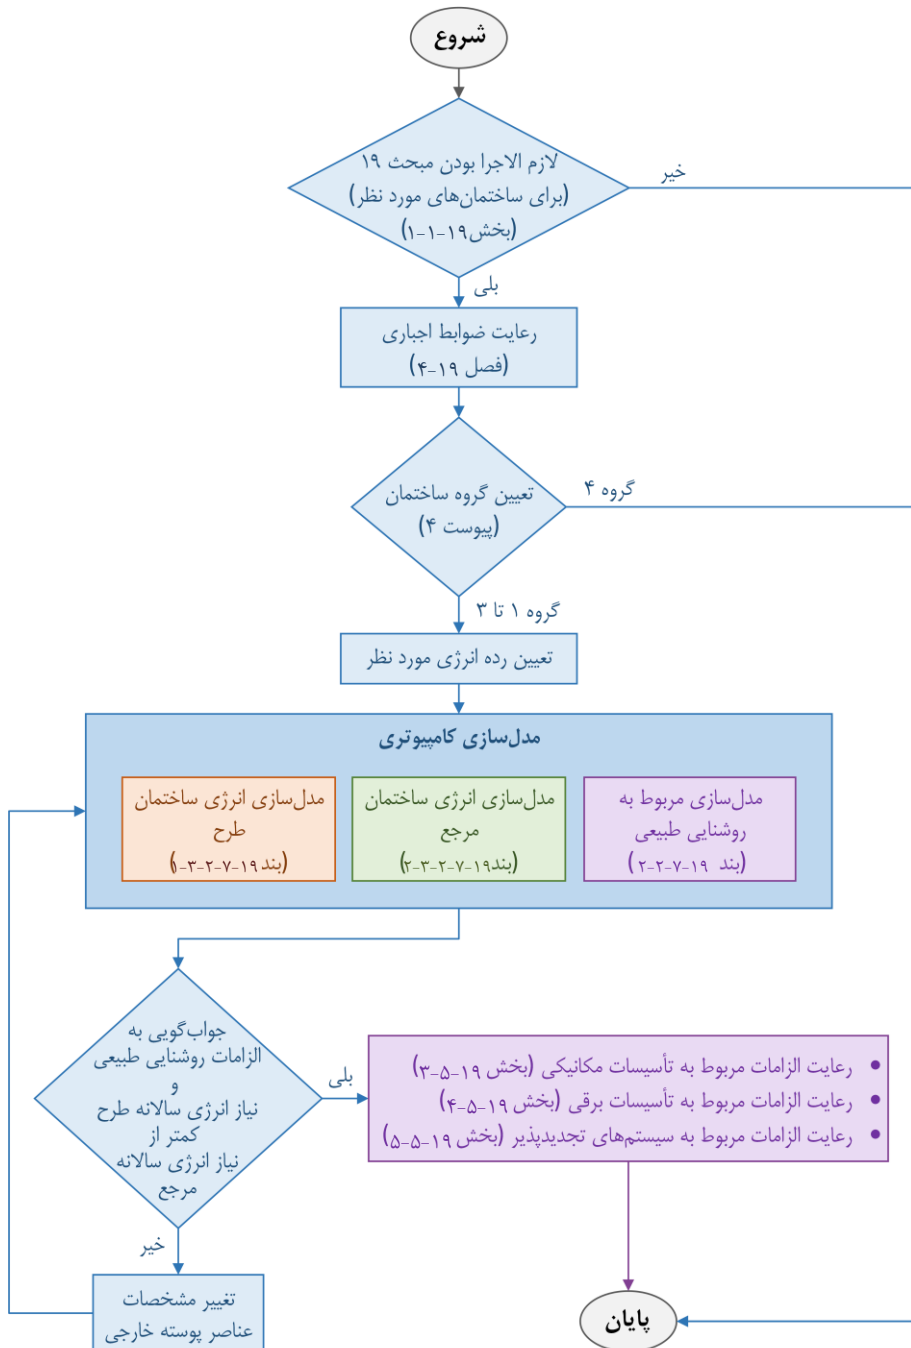 شروع
لازم الاجرا بودن مبحث ۱۹
(برای ساختمان‌های مورد نظر)
(بخش۱۹-۱-۱)
خیر
بلی
رعایت ضوابط اجباری
(فصل ۱۹-۴)
تعیین گروه ساختمان
(پیوست ۴)
گروه ۴
گروه ۱ تا ۳
تعیین رده انرژی مورد نظر
مدل‌سازی کامپیوتری
مدل‌سازی مربوط به
روشنایی طبیعی
(بند ۱۹-۷-۲-۲)
مدل‌سازی انرژی ساختمان
مرجع
(بند۱۹-۷-۲-۳-۲)
مدل‌سازی انرژی ساختمان
طرح
(بند۱۹-۷-۲-۳-۱)
جواب‌گویی به
الزامات روشنایی طبیعی
و
نیاز انرژی سالانه طرح
کمتر از
نیاز انرژی سالانه
مرجع
بلی
• رعایت الزامات مربوط به تأسیسات مکانیکی (بخش ۱۹-۵-۳)
• رعایت الزامات مربوط به تأسیسات برقی (بخش ۱۹-۵-۴)
• رعایت الزامات مربوط به سیستم‌های تجدیدپذیر (بخش ۱۹-۵-۵)
خیر
تغییر مشخصات
عناصر پوسته خارجی
پایان